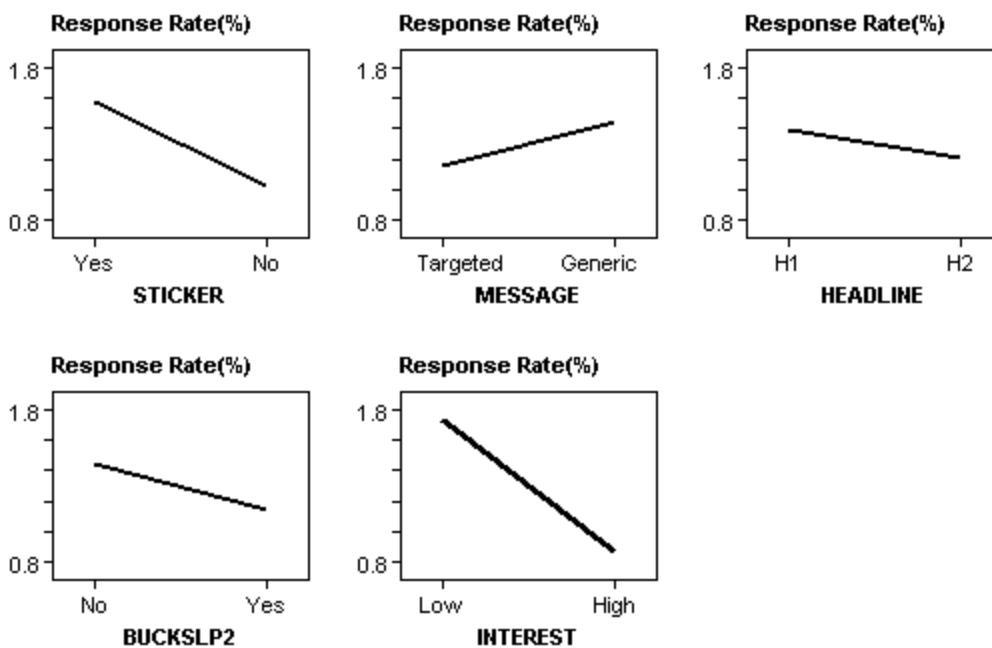 Response Rate(%)
1.8
0.8
Yes No
STICKER
Response Rate(%)
1.8
0.8
Targeted Generic
MESSAGE
Response Rate(%)
1.8
0.8
H1 H2
HEADLINE
Response Rate(%)
1.8
0.8
No Yes
BUCKSLP2
Response Rate(%)
1.8
0.8
Low High
INTEREST